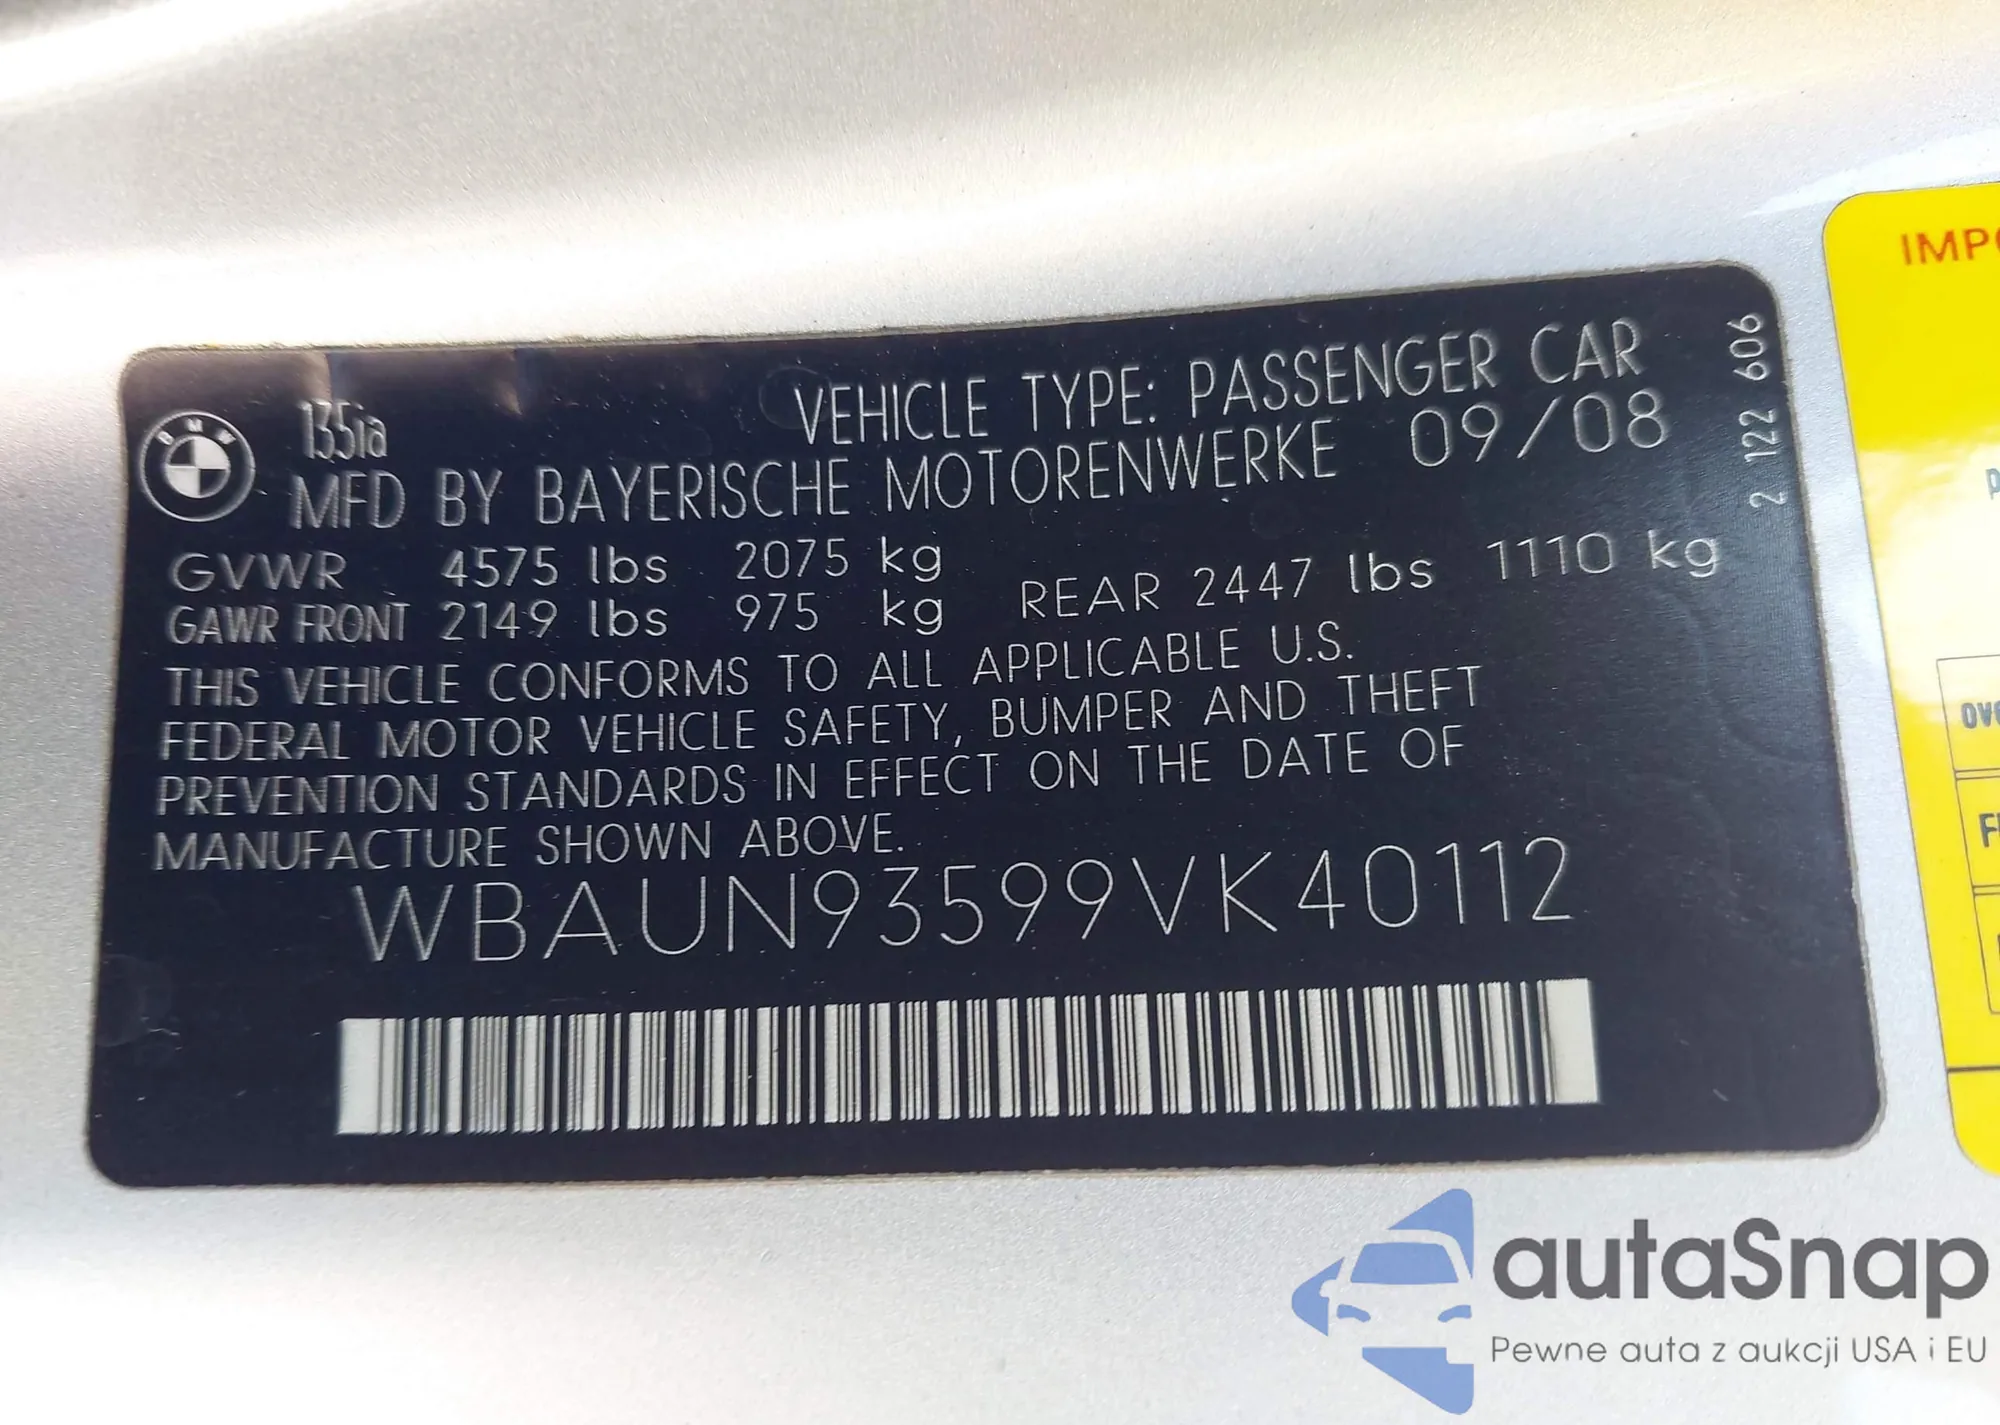 BMW
135ia
VEHICLE TYPE: PASSENGER CAR
MFD BY BAYERISCHE MOTORENWERKE 09/08
GVWR 4575 lbs 2075 kg
GAWR FRONT 2149 lbs 975 kg REAR 2447 lbs 1110 kg
THIS VEHICLE CONFORMS TO ALL APPLICABLE U.S.
FEDERAL MOTOR VEHICLE SAFETY, BUMPER AND THEFT
PREVENTION STANDARDS IN EFFECT ON THE DATE OF
MANUFACTURE SHOWN ABOVE.
WBAUN93599VK40112
2 122 606
autaSnap
Pewne auta z aukcji USA i EU